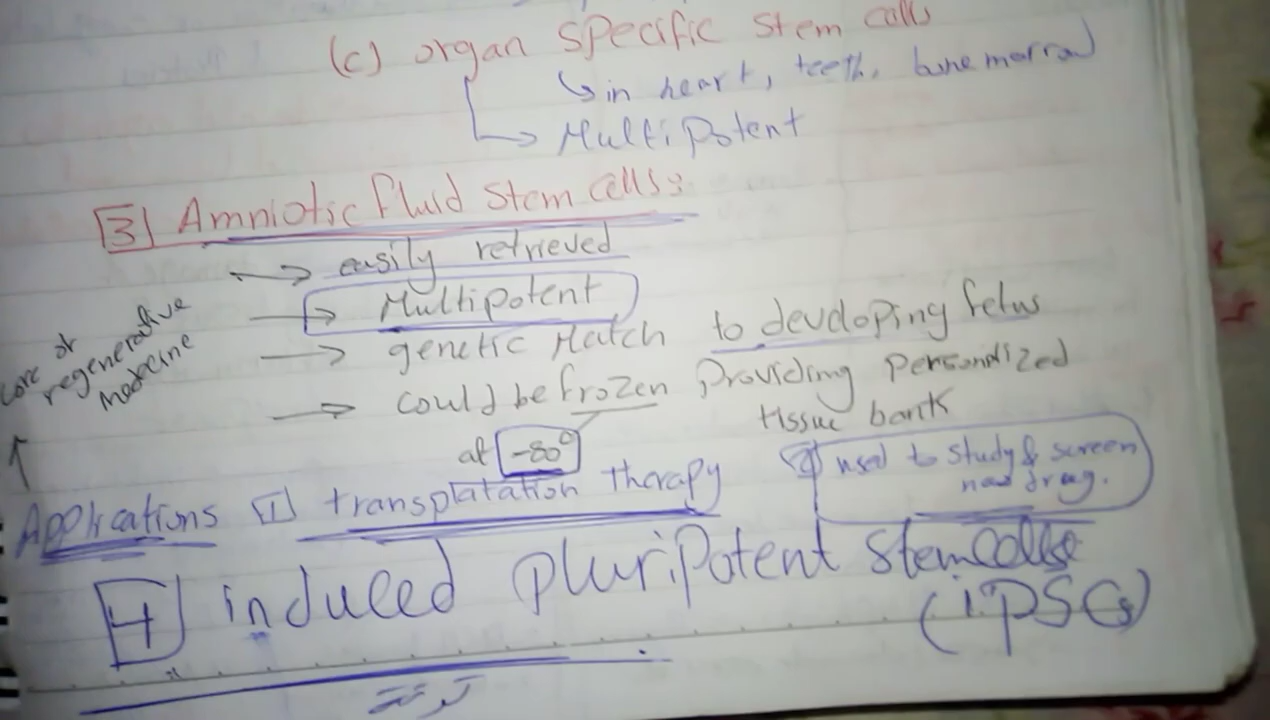 (c) organ specific stem cells
↳ in heart, teeth, bone marrow
→ Multipotent
3 Amniotic fluid stem cells:
→ easily retrieved
→ Multipotent
→ genetic Match to developing fetus
→ could be frozen providing personalized
tissue bank
at -80°
core of
regenerative
medecine
Applications 1 transplatation therapy
2 used to study & screen
new drug.
4 induced pluripotent stem cells
(iPSCs)